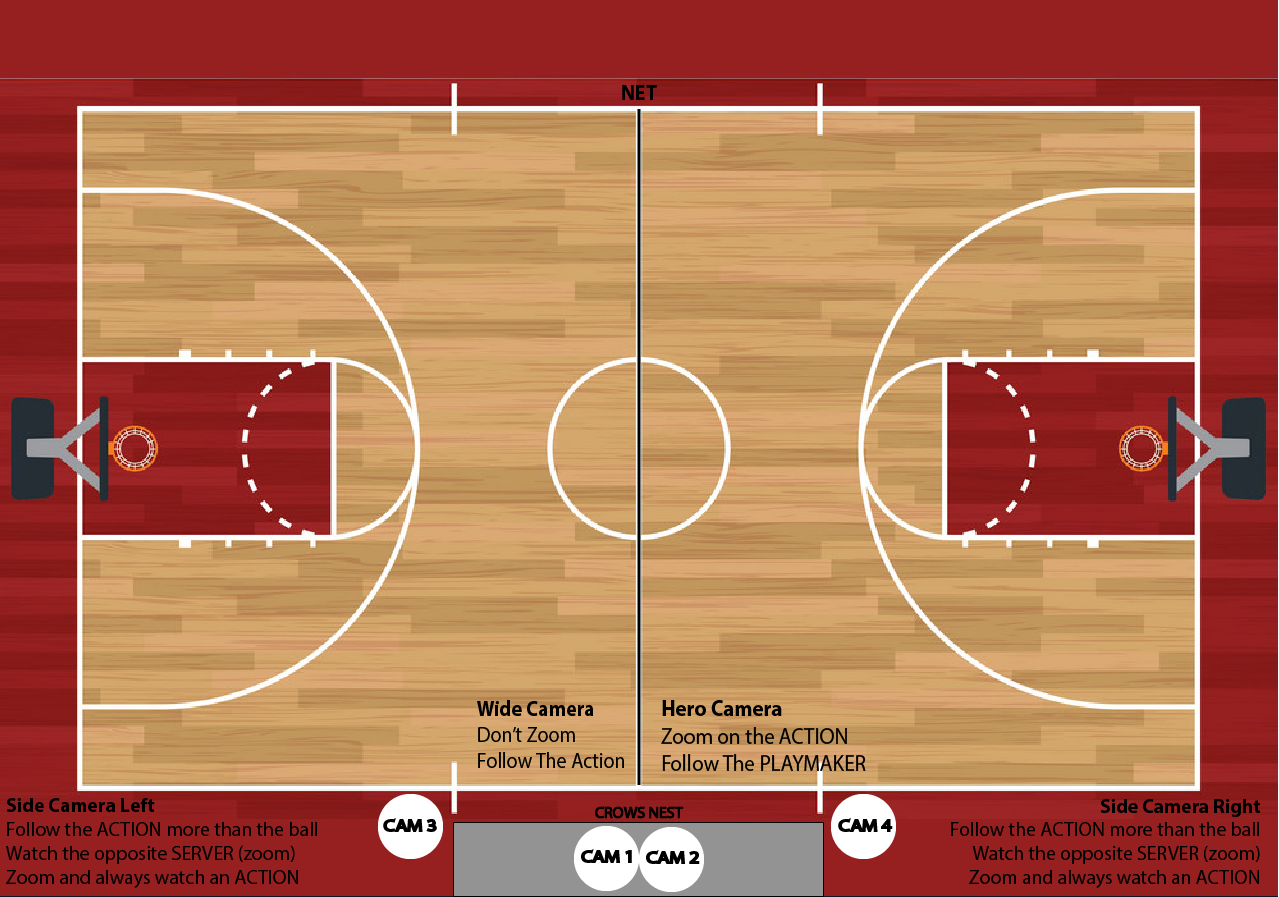 NET
Wide Camera
Don't Zoom
Follow The Action
Hero Camera
Zoom on the ACTION
Follow The PLAYMAKER
Side Camera Left
Follow the ACTION more than the ball
Watch the opposite SERVER (zoom)
Zoom and always watch an ACTION
CAM 3
CROWS NEST
CAM 1
CAM 2
CAM 4
Side Camera Right
Follow the ACTION more than the ball
Watch the opposite SERVER (zoom)
Zoom and always watch an ACTION